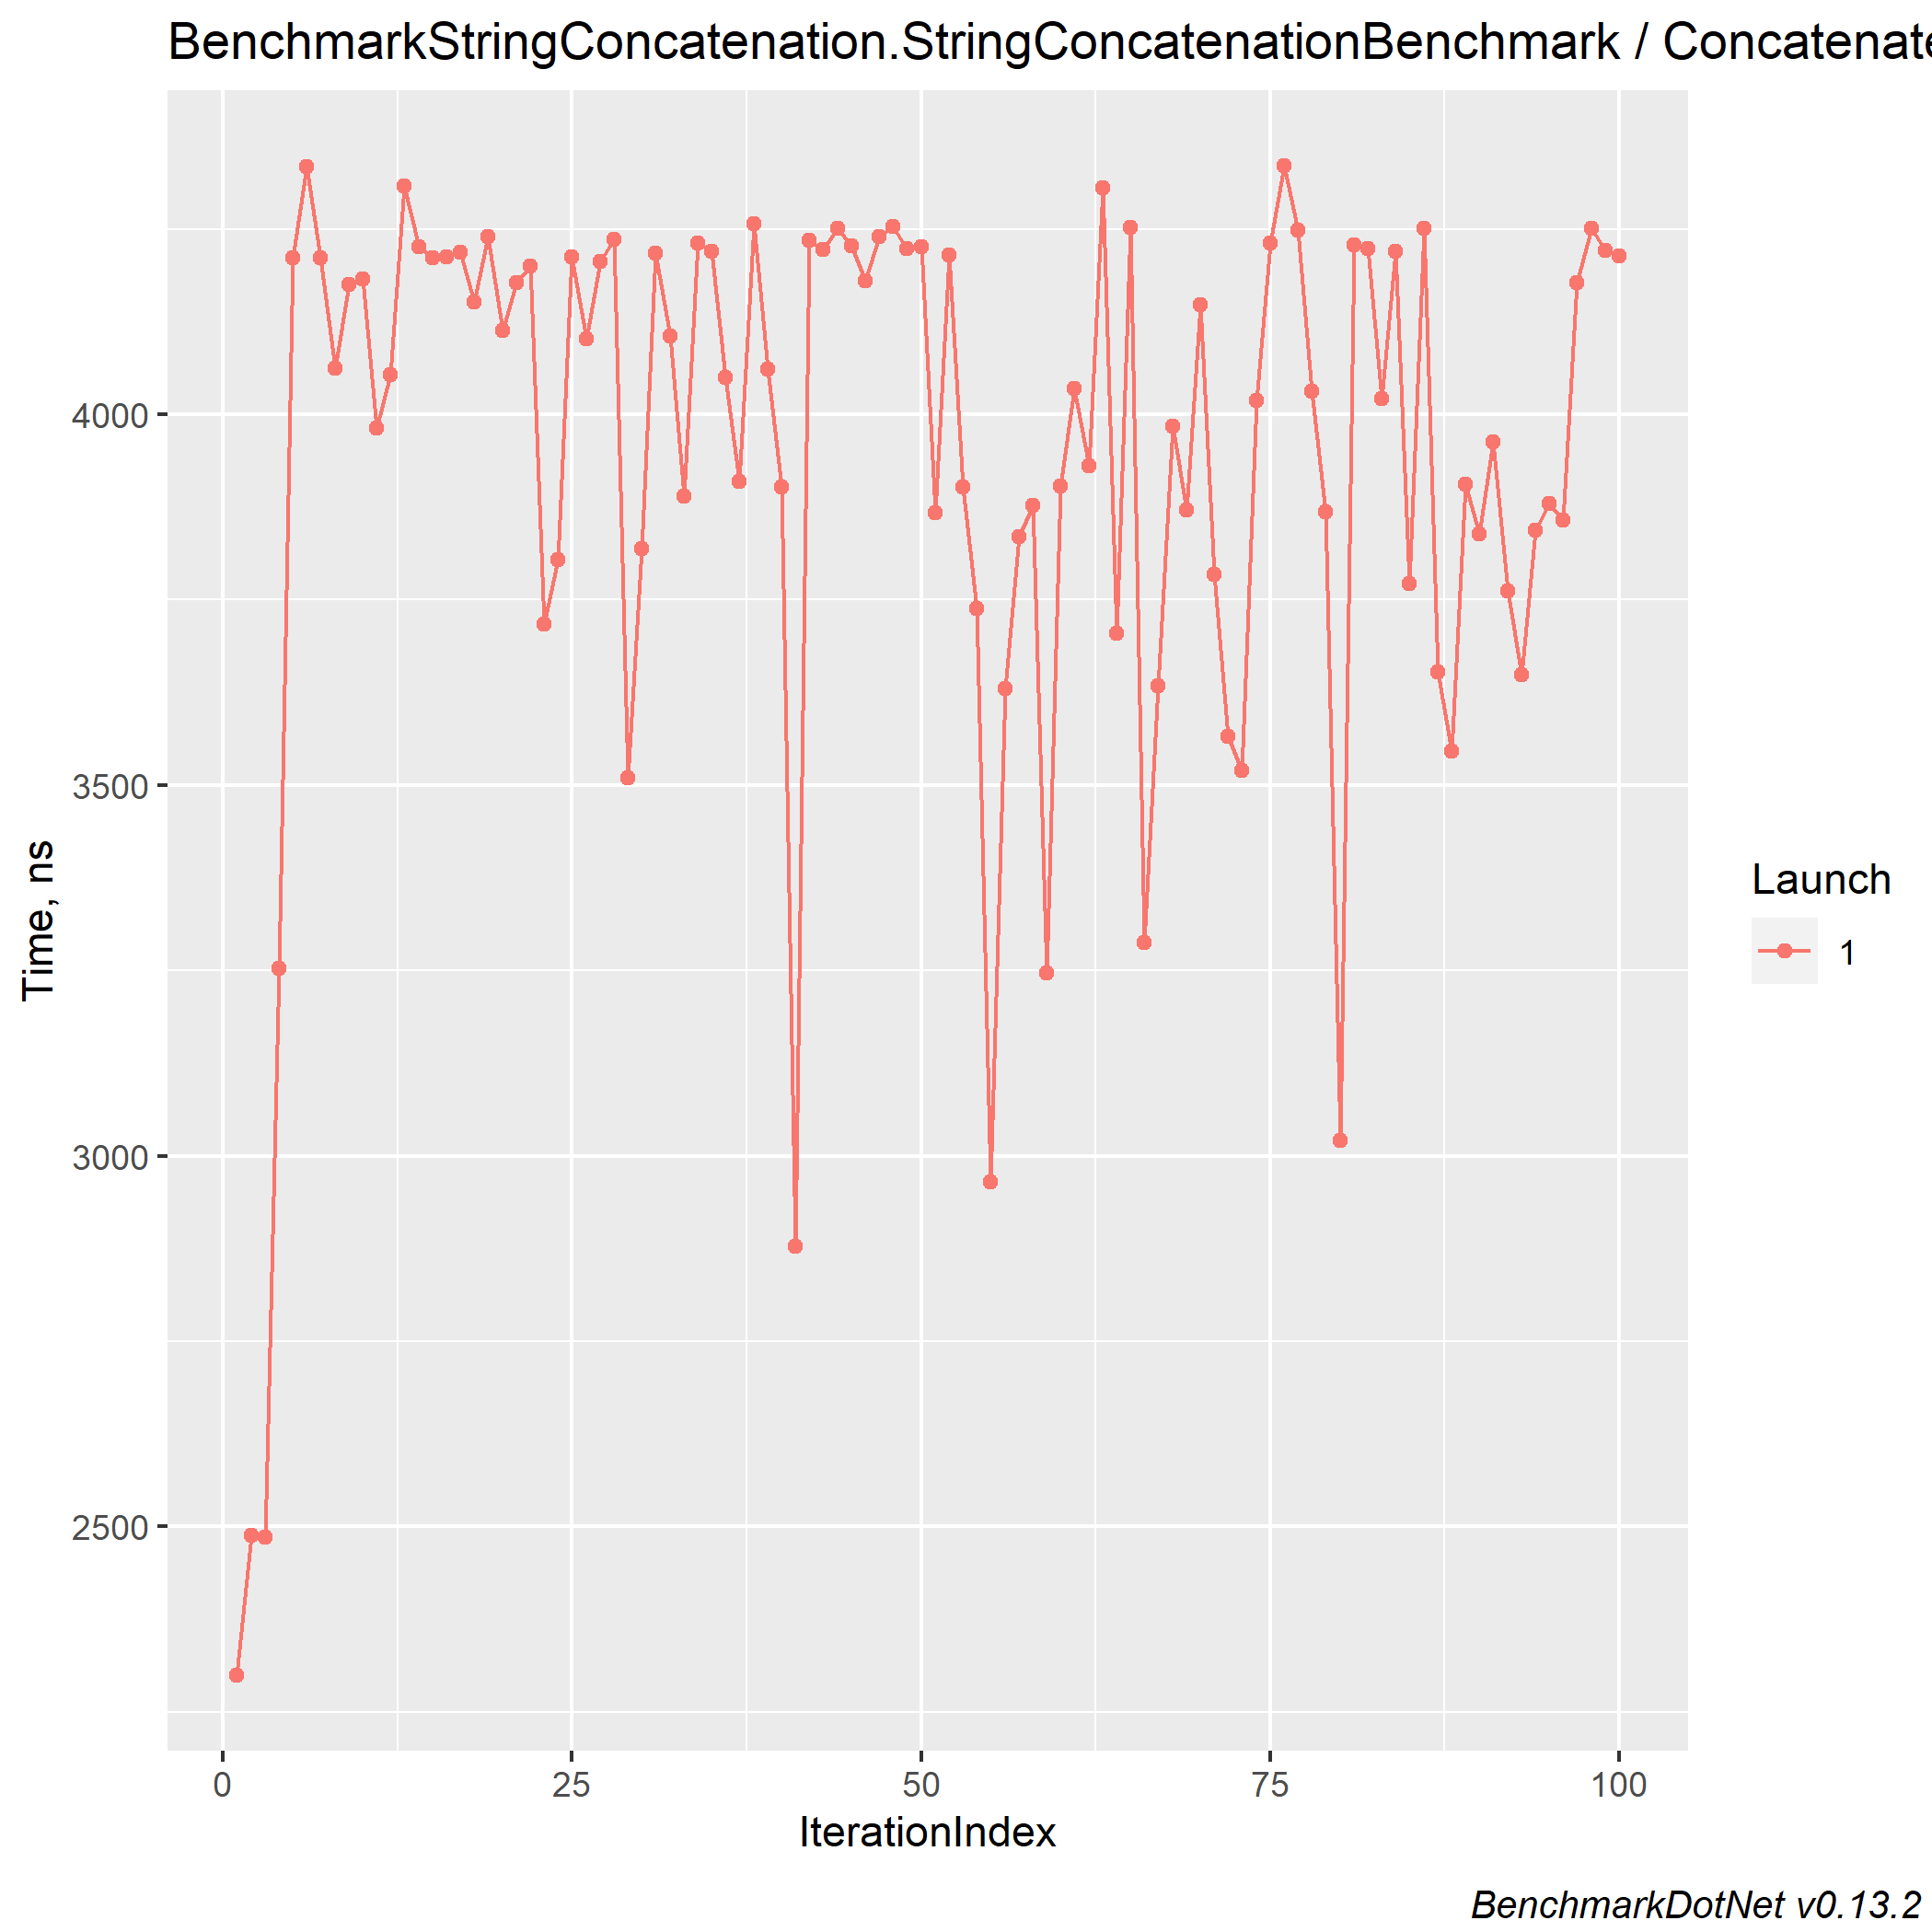 BenchmarkStringConcatenation.StringConcatenationBenchmark / Concatenate
4000
3500
3000
2500
Time, ns
0 25 50 75 100
IterationIndex
Launch
1
BenchmarkDotNet v0.13.2